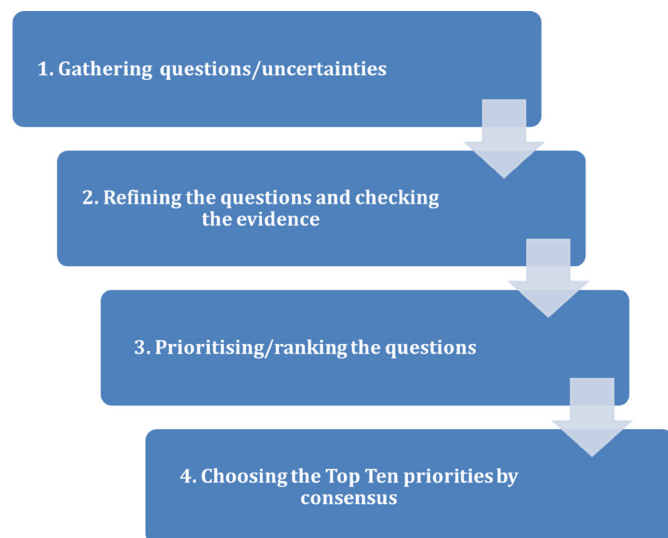 1. Gathering questions/uncertainties
2. Refining the questions and checking
the evidence
3. Prioritising/ranking the questions
4. Choosing the Top Ten priorities by
consensus